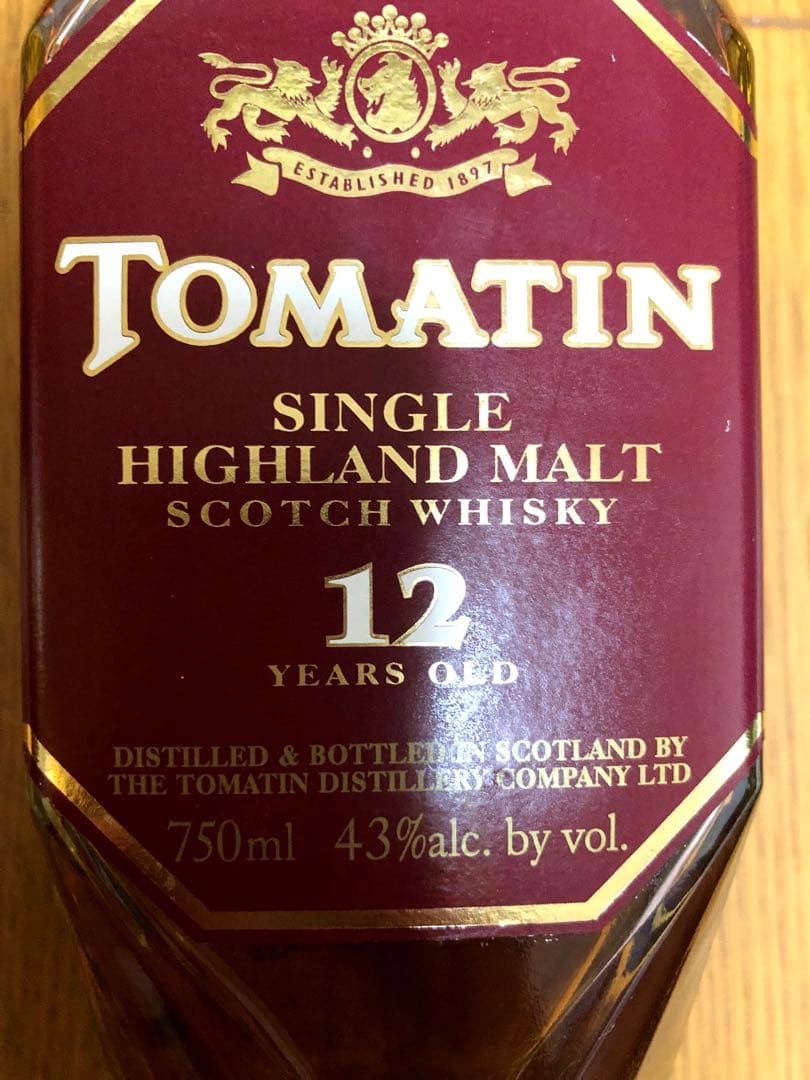 ESTABLISHED 1897
TOMATIN
SINGLE
HIGHLAND MALT
SCOTCH WHISKY
12
YEARS OLD
DISTILLED & BOTTLED IN SCOTLAND BY
THE TOMATIN DISTILLERY COMPANY LTD
750ml 43%alc. by vol.